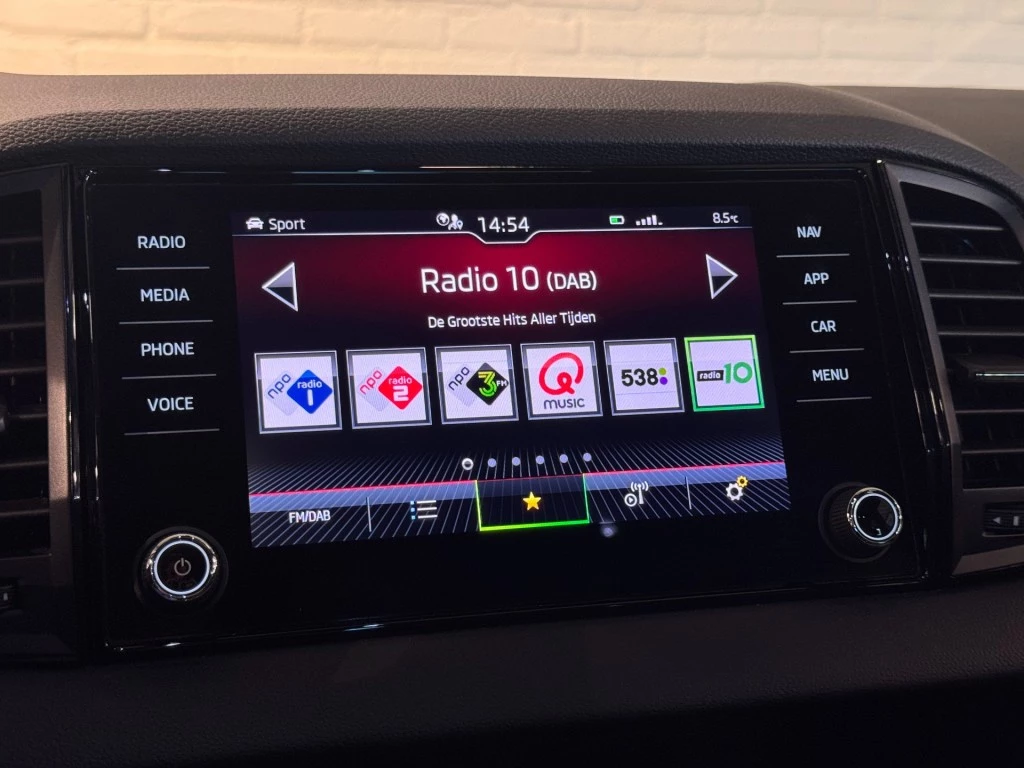 Sport
14:54
8.5°C
RADIO
MEDIA
PHONE
VOICE
Radio 10 (DAB)
De Grootste Hits Aller Tijden
npo radio 1
npo radio 2
npo 3FM
Q MUSIC
538
radio 10
FM/DAB
NAV
APP
CAR
MENU